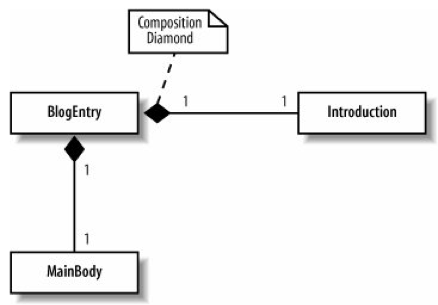 Composition
Diamond
BlogEntry
1
1
Introduction
1
1
MainBody